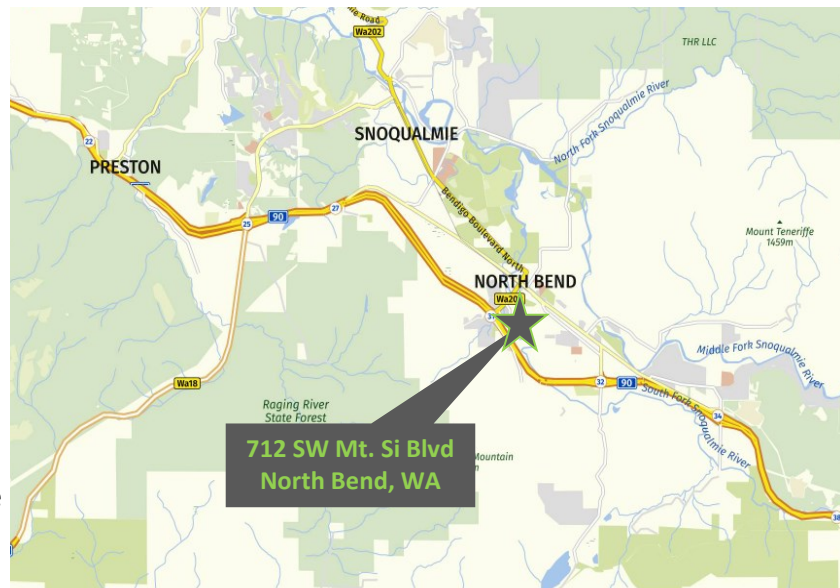 mie Road
Wa202
THR LLC
North Fork Snoqualmie River
SNOQUALMIE
22
PRESTON
25
90
27
Bendigo Boulevard North
Mount Teneriffe
1459m
NORTH BEND
Wa20
31
Middle Fork Snoqualmie River
Wa18
32
90
South Fork Snoqualmie River
Raging River
State Forest
34
712 SW Mt. Si Blvd
North Bend, WA
Mountain
m
e
38